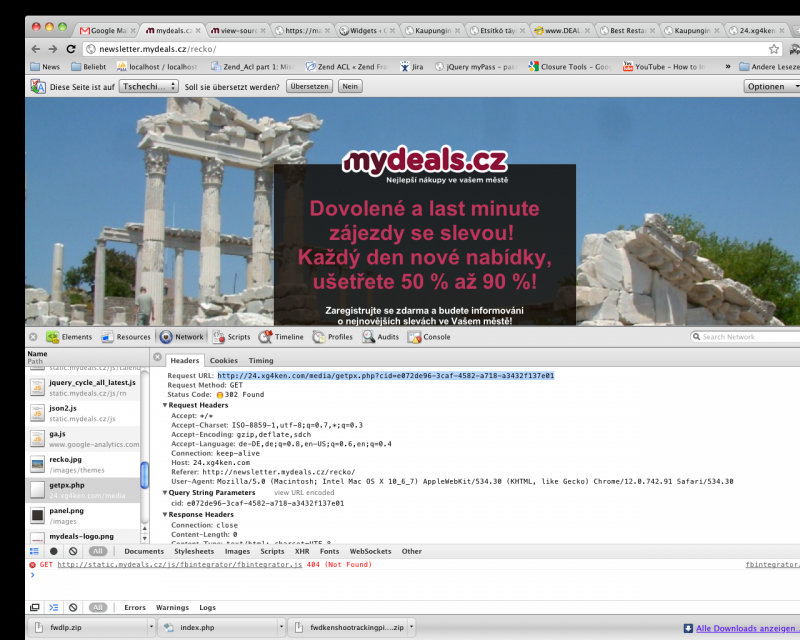 Google Ma
mydeals.c
view-sourc
https://ma
Widgets « C
Kaupungin
Etsitkö täy
www.DEAL
Best Resta
Kaupungin
24.xg4ken
newsletter.mydeals.cz/recko/
News
Beliebt
localhost / localhost
Zend_Acl part 1: Mi
Zend ACL « Zend Fra
Jira
jQuery myPass - pas
Closure Tools - Goo
YouTube - How to
»
Andere Leseze
Diese Seite ist auf
Tschechi...
Soll sie übersetzt werden?
Übersetzen
Nein
Optionen
mydeals.cz
Nejlepší nákupy ve vašem městě
Dovolené a last minute
zájezdy se slevou!
Každý den nové nabídky,
ušetřete 50 % až 90 %!
Zaregistrujte se zdarma a budete informováni
o nejnovějších slevách ve Vašem městě!
Elements
Resources
Network
Scripts
Timeline
Profiles
Audits
Console
Search Network
Name
Path
Headers
Cookies
Timing
static.mydeals.cz/js/calend
jquery_cycle_all_latest.js
static.mydeals.cz/js/rn
json2.js
static.mydeals.cz/js
ga.js
www.google-analytics.com
recko.jpg
/images/themes
getpx.php
24.xg4ken.com/media
panel.png
/images
mydeals-logo.png
Request URL: http://24.xg4ken.com/media/getpx.php?cid=e072de96-3caf-4582-a718-a3432f137e01
Request Method: GET
Status Code: 302 Found
Request Headers
Accept: */*
Accept-Charset: ISO-8859-1,utf-8;q=0.7,*;q=0.3
Accept-Encoding: gzip,deflate,sdch
Accept-Language: de-DE,de;q=0.8,en-US;q=0.6,en;q=0.4
Connection: keep-alive
Host: 24.xg4ken.com
Referer: http://newsletter.mydeals.cz/recko/
User-Agent: Mozilla/5.0 (Macintosh; Intel Mac OS X 10_6_7) AppleWebKit/534.30 (KHTML, like Gecko) Chrome/12.0.742.91 Safari/534.30
Query String Parameters view URL encoded
cid: e072de96-3caf-4582-a718-a3432f137e01
Response Headers
Connection: close
Content-Length: 0
Content-Type: text/html; charset=UTF-8
All
Documents
Stylesheets
Images
Scripts
XHR
Fonts
WebSockets
Other
GET http://static.mydeals.cz/js/fbintegrator/fbintegrator.js 404 (Not Found)
fbintegrator.
All
Errors
Warnings
Logs
fwdlp.zip
index.php
fwdkenshootrackingpi....zip
Alle Downloads anzeigen.